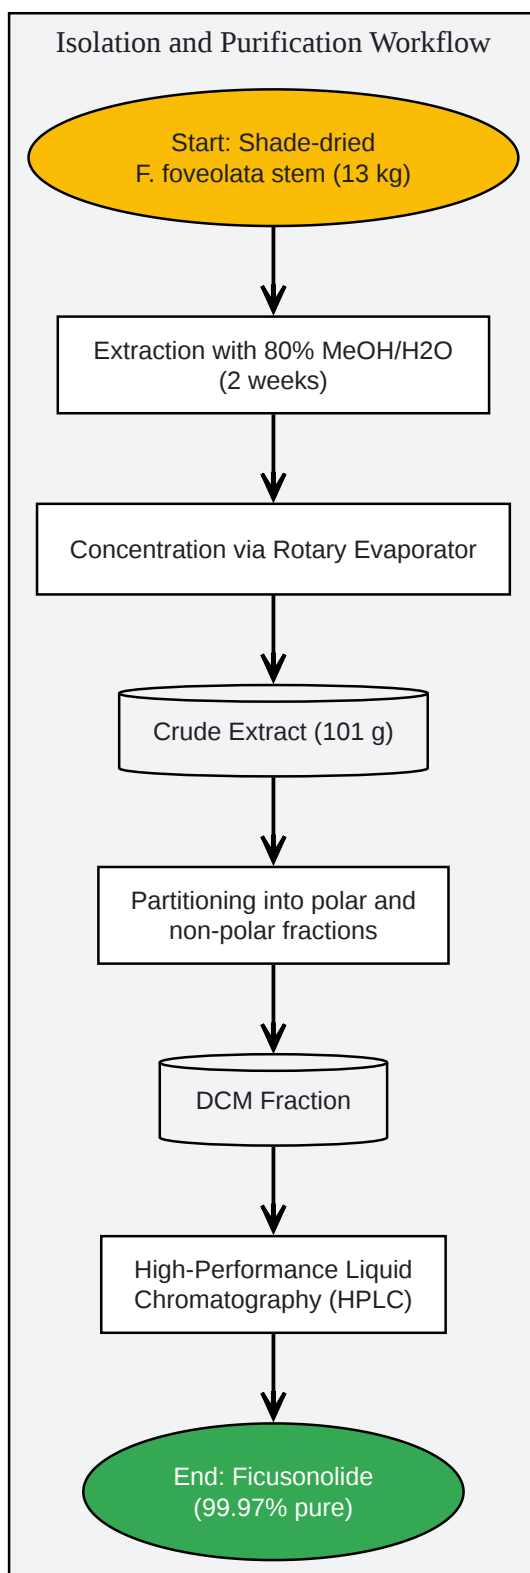 Isolation and Purification Workflow
Start: Shade-dried
F. foveolata stem (13 kg)
Extraction with 80% MeOH/H2O
(2 weeks)
Concentration via Rotary Evaporator
Crude Extract (101 g)
Partitioning into polar and
non-polar fractions
DCM Fraction
High-Performance Liquid
Chromatography (HPLC)
End: Ficusonolide
(99.97% pure)